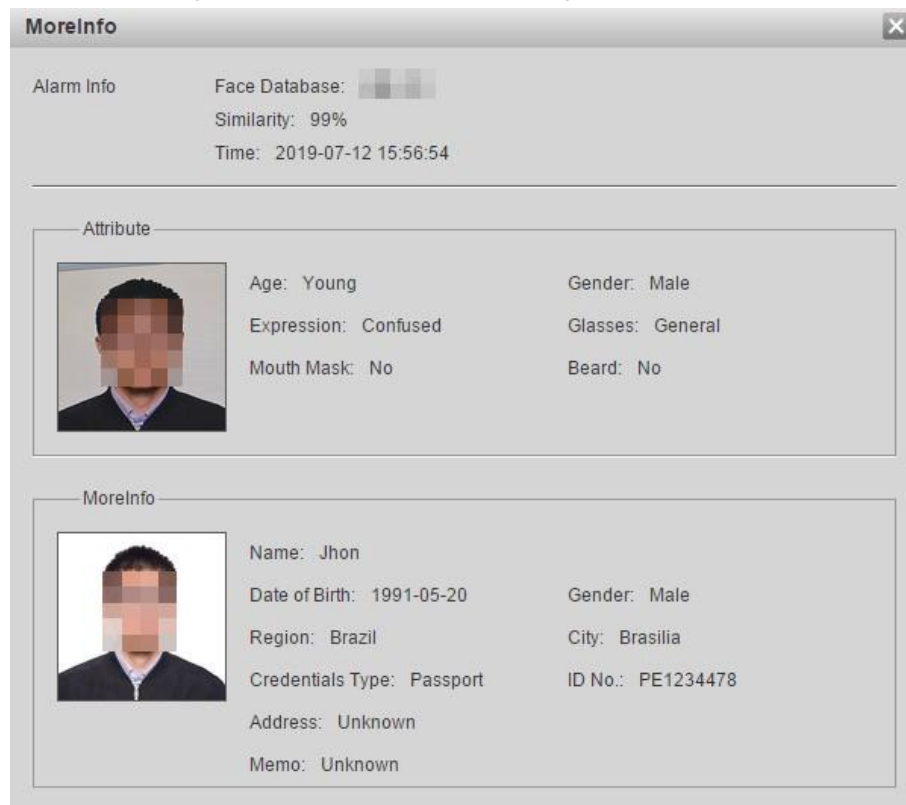 MoreInfo
Alarm Info Face Database:
Similarity: 99%
Time: 2019-07-12 15:56:54
Attribute
Age: Young Gender: Male
Expression: Confused Glasses: General
Mouth Mask: No Beard: No
MoreInfo
Name: Jhon
Date of Birth: 1991-05-20 Gender: Male
Region: Brazil City: Brasilia
Credentials Type: Passport ID No.: PE1234478
Address: Unknown
Memo: Unknown